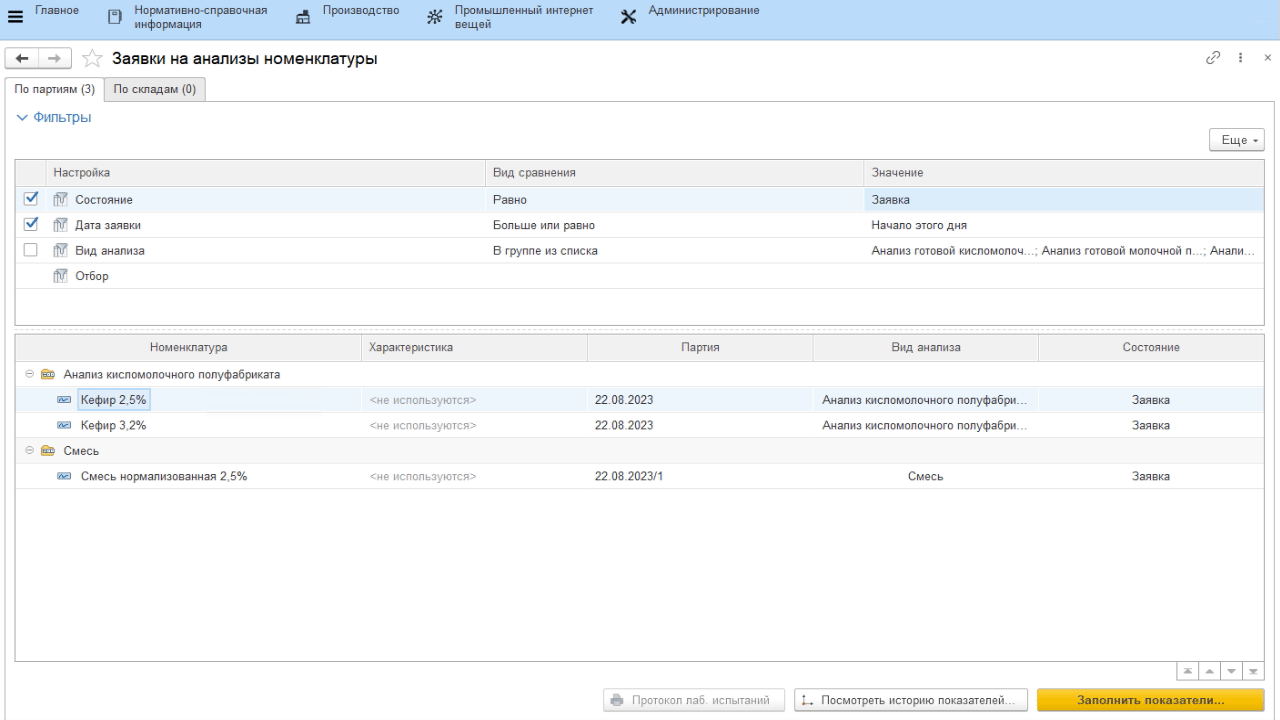 Главное
Нормативно-справочная
информация
Производство
Промышленный интернет
вещей
Администрирование
Заявки на анализы номенклатуры
По партиям (3)
По складам (0)
Фильтры
Еще
Настройка Вид сравнения Значение
Состояние Равно Заявка
Дата заявки Больше или равно Начало этого дня
Вид анализа В группе из списка Анализ готовой кисломолоч...; Анализ готовой молочной п...; Анали...
Отбор
Номенклатура Характеристика Партия Вид анализа Состояние
Анализ кисломолочного полуфабриката
Кефир 2,5% <не используются> 22.08.2023 Анализ кисломолочного полуфабри... Заявка
Кефир 3,2% <не используются> 22.08.2023 Анализ кисломолочного полуфабри... Заявка
Смесь
Смесь нормализованная 2,5% <не используются> 22.08.2023/1 Смесь Заявка
Протокол лаб. испытаний
Посмотреть историю показателей...
Заполнить показатели...